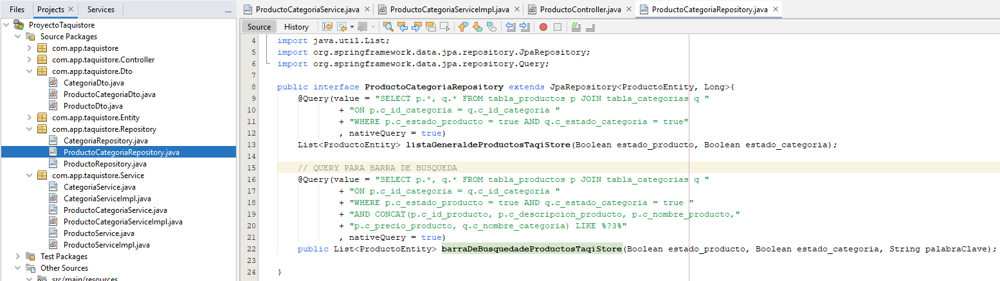 Files
Projects
Services
ProyectoTaquistore
Source Packages
com.app.taquistore
com.app.taquistore.Controller
com.app.taquistore.Dto
CategoriaDto.java
ProductoCategoriaDto.java
ProductoDto.java
com.app.taquistore.Entity
com.app.taquistore.Repository
CategoriaRepository.java
ProductoCategoriaRepository.java
ProductoRepository.java
com.app.taquistore.Service
CategoriaService.java
CategoriaServiceImpl.java
ProductoCategoriaService.java
ProductoCategoriaServiceImpl.java
ProductoService.java
ProductoServiceImpl.java
Test Packages
Other Sources
src/main/resources
ProductoCategoriaService.java
ProductoCategoriaServiceImpl.java
ProductoController.java
ProductoCategoriaRepository.java
Source History
4 import java.util.List;
5 import org.springframework.data.jpa.repository.JpaRepository;
6 import org.springframework.data.jpa.repository.Query;
7
8 public interface ProductoCategoriaRepository extends JpaRepository<ProductoEntity, Long>{
9 @Query(value = "SELECT p.*, q.* FROM tabla_productos p JOIN tabla_categorias q "
10 + "ON p.c_id_categoria = q.c_id_categoria "
11 + "WHERE p.c_estado_producto = true AND q.c_estado_categoria = true"
12 , nativeQuery = true)
13 List<ProductoEntity> listaGeneraldeProductosTaqiStore(Boolean estado_producto, Boolean estado_categoria);
14
15 // QUERY PARA BARRA DE BUSQUEDA
16 @Query(value = "SELECT p.*, q.* FROM tabla_productos p JOIN tabla_categorias q "
17 + "ON p.c_id_categoria = q.c_id_categoria "
18 + "WHERE p.c_estado_producto = true AND q.c_estado_categoria = true "
19 + "AND CONCAT(p.c_id_producto, p.c_descripcion_producto, p.c_nombre_producto,"
20 + "p.c_precio_producto, q.c_nombre_categoria) LIKE %?3%"
21 , nativeQuery = true)
22 public List<ProductoEntity> barraDeBusquedadeProductosTaqiStore(Boolean estado_producto, Boolean estado_categoria, String palabraClave);
23
24 }